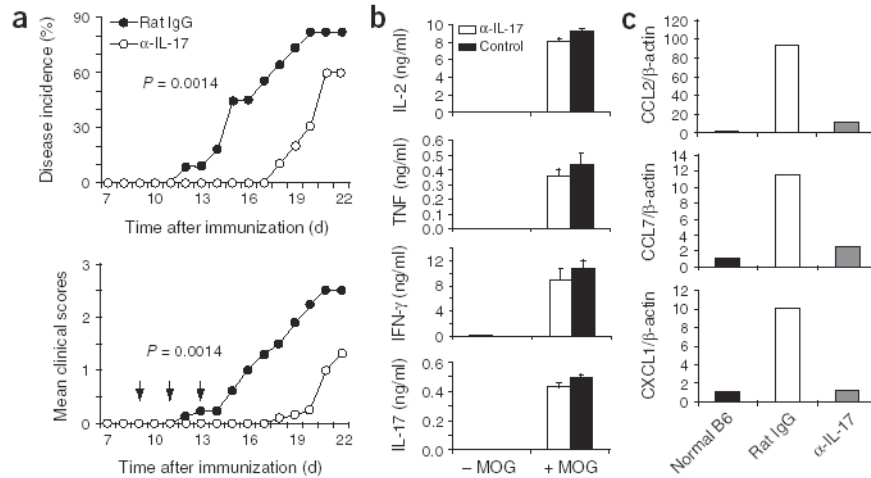 a
Disease incidence (%)
90
60
30
0
Rat IgG
α-IL-17
P = 0.0014
7 10 13 16 19 22
Time after immunization (d)
Mean clinical scores
3
2
1
0
P = 0.0014
7 10 13 16 19 22
Time after immunization (d)
b
α-IL-17
Control
IL-2 (ng/ml)
10
8
6
4
2
0
TNF (ng/ml)
0.6
0.5
0.4
0.3
0.2
0.1
0.0
IFN-γ (ng/ml)
12
8
4
0
IL-17 (ng/ml)
0.6
0.4
0.2
0.0
– MOG + MOG
c
CCL2/β-actin
120
100
80
60
40
20
0
CCL7/β-actin
14
12
10
8
6
4
2
0
CXCL1/β-actin
12
10
8
6
4
2
0
Normal B6
Rat IgG
α-IL-17